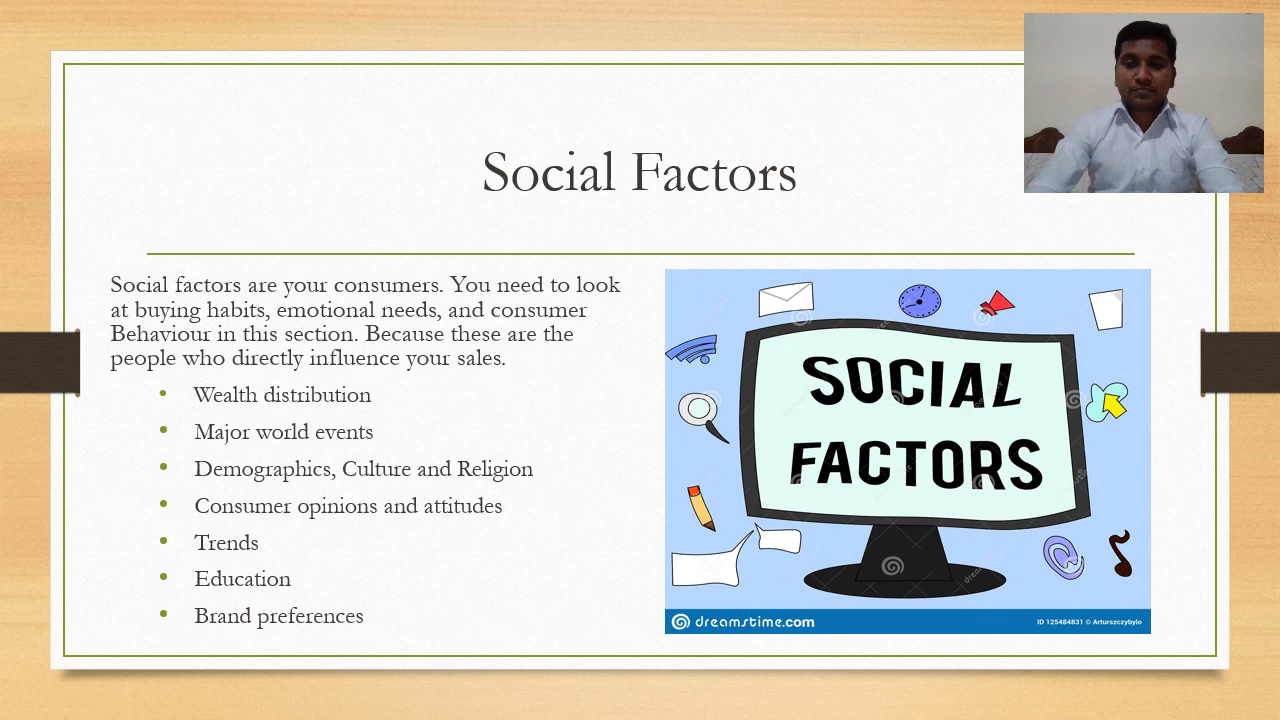 Social Factors
Social factors are your consumers. You need to look
at buying habits, emotional needs, and consumer
Behaviour in this section. Because these are the
people who directly influence your sales.
• Wealth distribution
• Major world events
• Demographics, Culture and Religion
• Consumer opinions and attitudes
• Trends
• Education
• Brand preferences
SOCIAL
FACTORS
dreamstime.com
ID 125484831 © Arturszczybylo